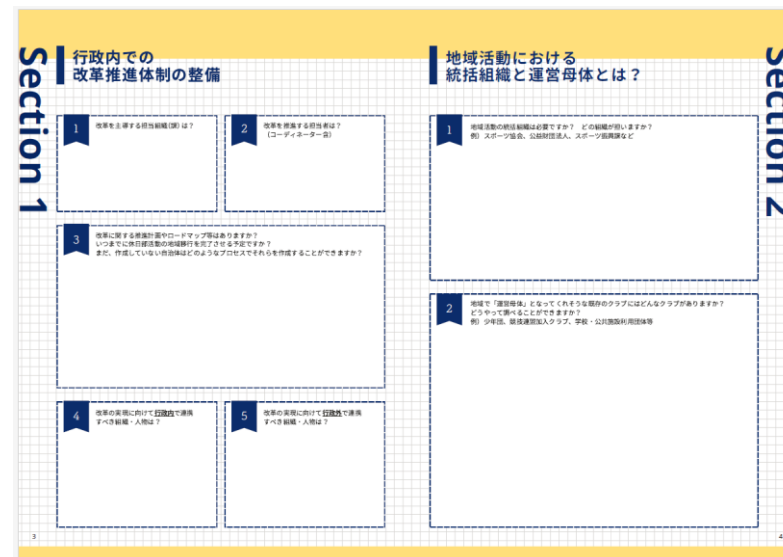 Section 1
行政内での
改革推進体制の整備
1
改革を主導する担当組織(課)は？
2
改革を推進する担当者は？
（コーディネーター含）
3
改革に関する推進計画やロードマップ等はありますか？
いつまでに休日部活動の地域移行を完了させる予定ですか？
まだ、作成していない自治体はどのようなプロセスでそれらを作成することができますか？
4
改革の実現に向けて行政内で連携
すべき組織・人物は？
5
改革の実現に向けて行政外で連携
すべき組織・人物は？
3
Section 2
地域活動における
統括組織と運営母体とは？
1
地域活動の統括組織は必要ですか？　どの組織が担いますか？
例）スポーツ協会、公益財団法人、スポーツ振興課など
2
地域で「運営母体」となってくれそうな既存のクラブにはどんなクラブがありますか？
どうやって調べることができますか？
例）少年団、競技連盟加入クラブ、学校・公共施設利用団体等
4